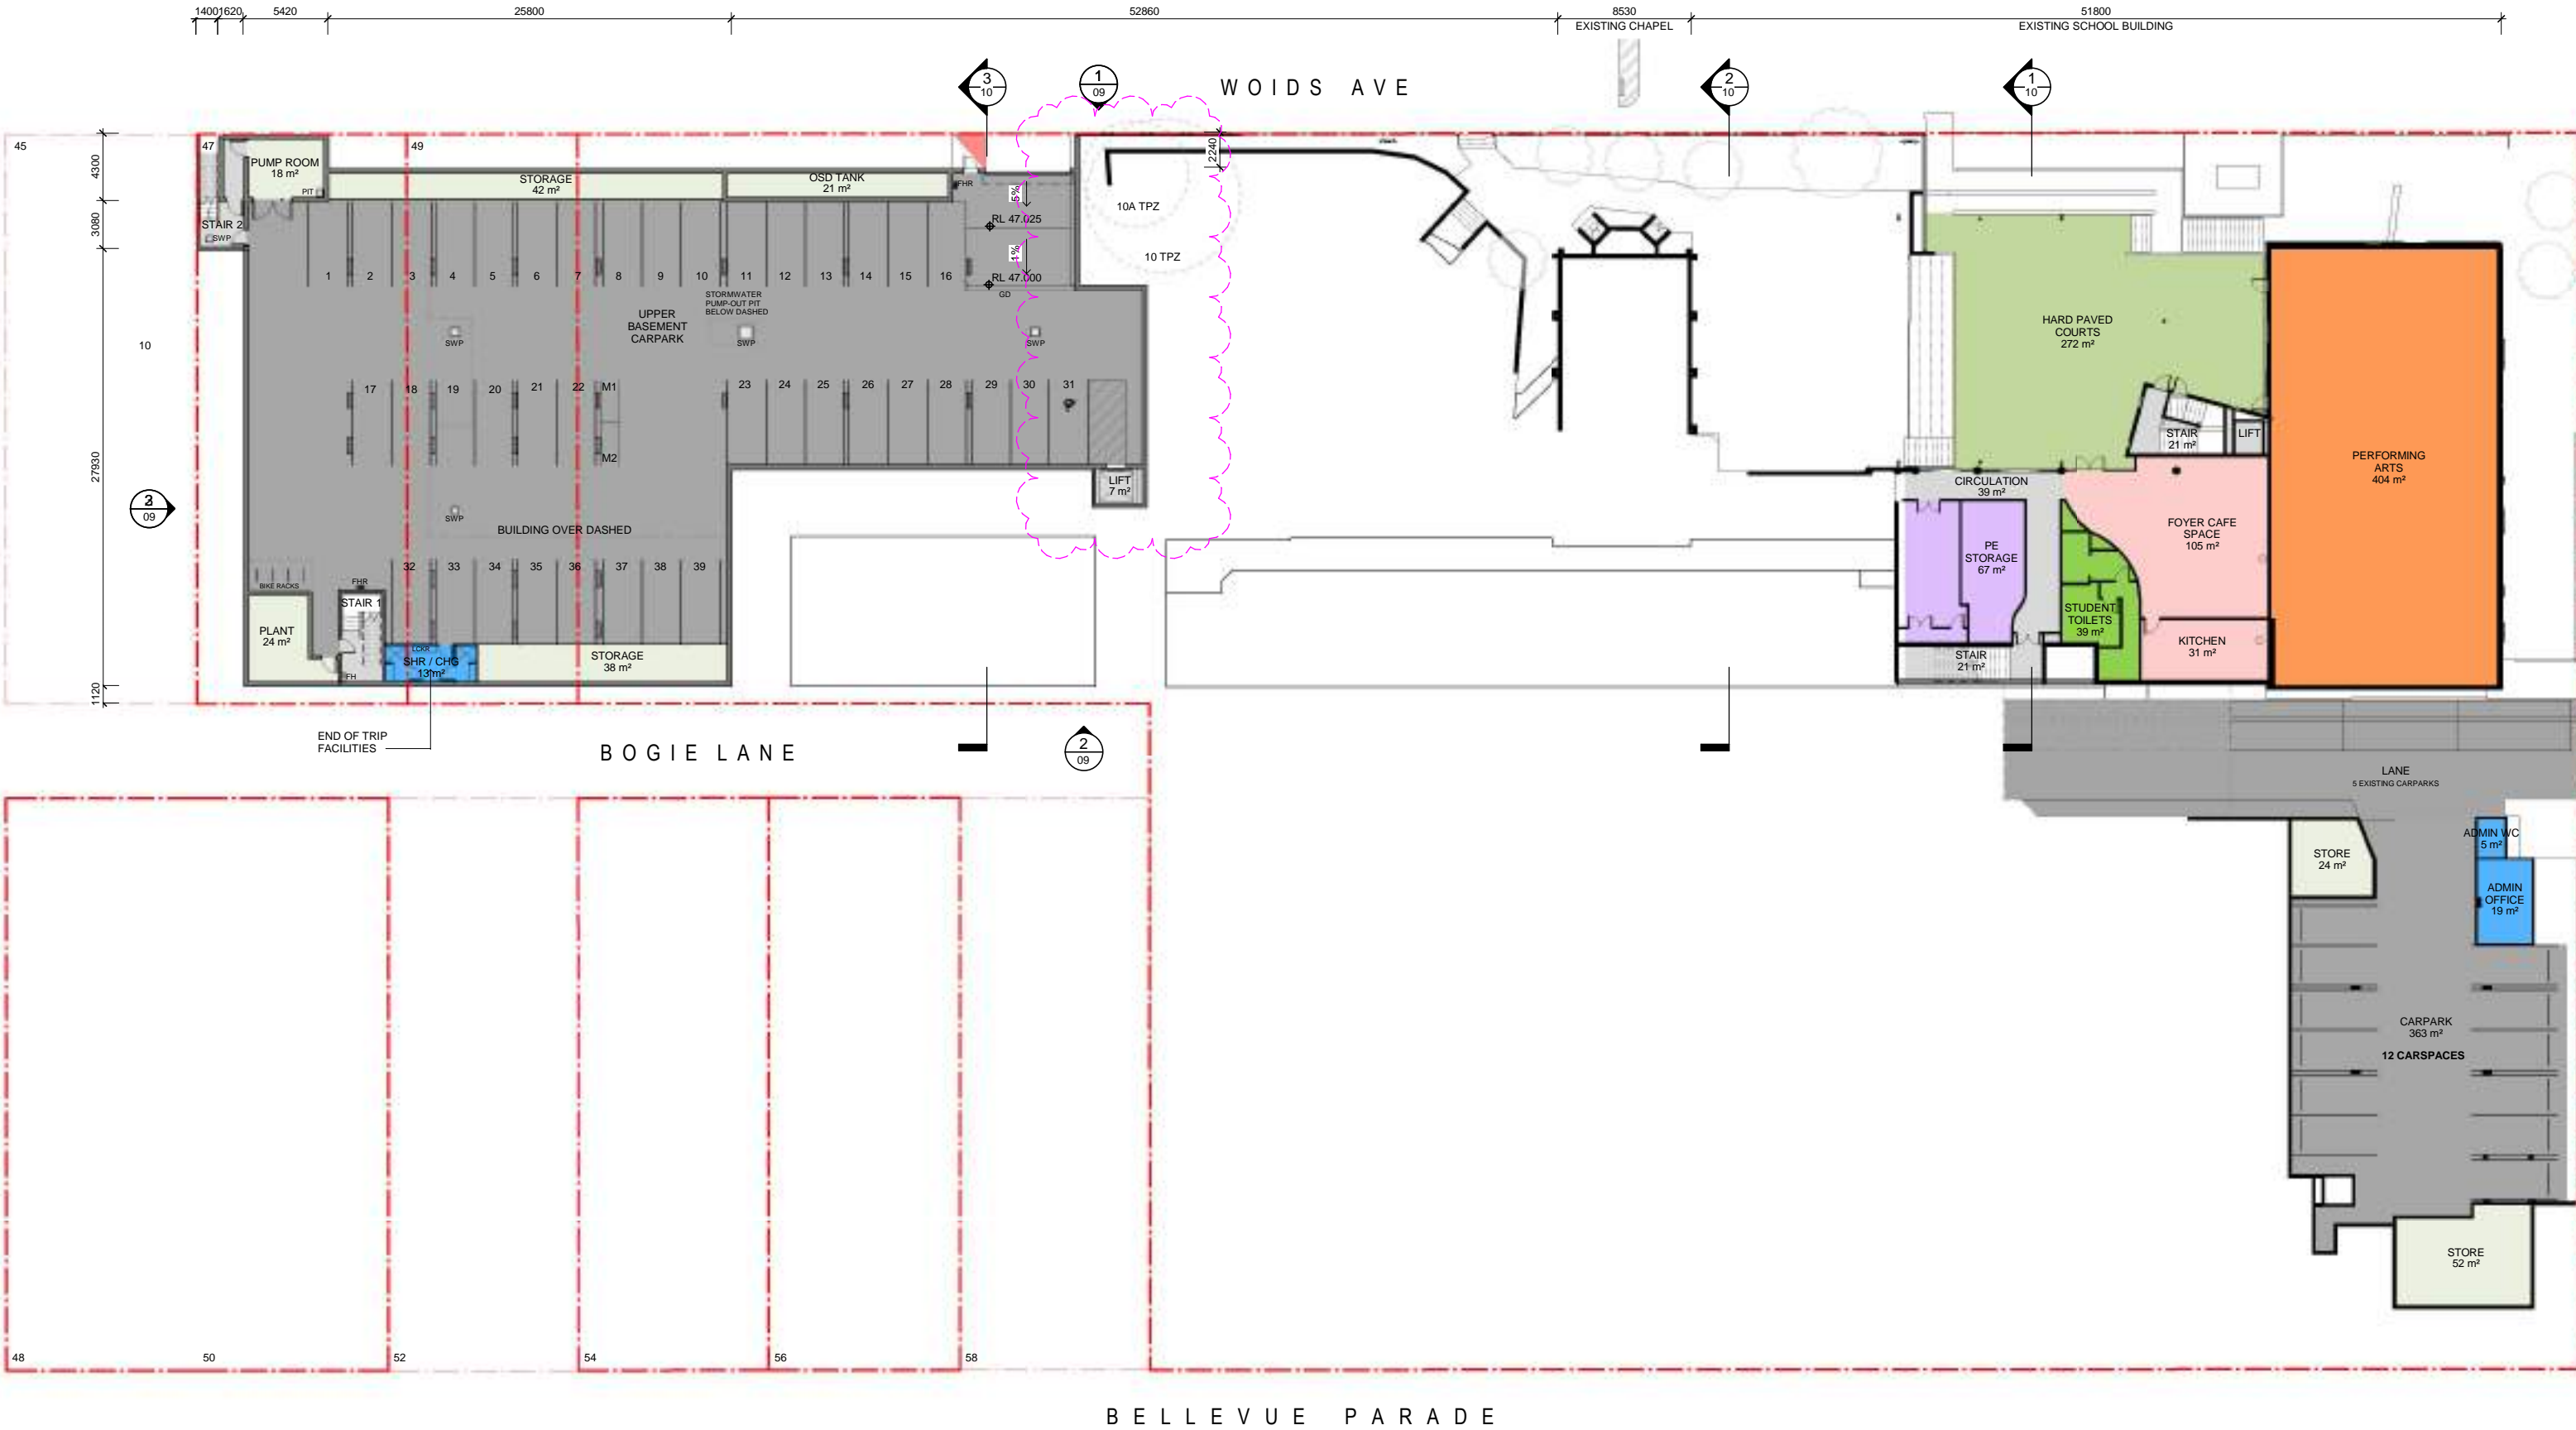 1400
1620
5420
25800
52860
8530
51800
EXISTING CHAPEL
EXISTING SCHOOL BUILDING
3
10
1
09
WOIDS AVE
2
10
1
10
45
47
49
4300
3080
27930
1120
2240
PUMP ROOM
18 m²
PIT
STORAGE
42 m²
OSD TANK
21 m²
FHR
5%
RL 47.025
1%
RL 47.000
GD
10A TPZ
10 TPZ
STAIR 2
SWP
1
2
3
4
5
6
7
8
9
10
11
12
13
14
15
16
STORMWATER
PUMP-OUT PIT
BELOW DASHED
UPPER
BASEMENT
CARPARK
SWP
SWP
SWP
10
17
18
19
20
21
22
M1
M2
23
24
25
26
27
28
29
30
31
LIFT
7 m²
09
SWP
BUILDING OVER DASHED
32
33
34
35
36
37
38
39
BIKE RACKS
FHR
STAIR 1
PLANT
24 m²
LCKR
SHR / CHG
13 m²
FH
STORAGE
38 m²
END OF TRIP
FACILITIES
BOGIE LANE
2
09
HARD PAVED
COURTS
272 m²
STAIR
21 m²
LIFT
PERFORMING
ARTS
404 m²
CIRCULATION
39 m²
PE
STORAGE
67 m²
FOYER CAFE
SPACE
105 m²
STUDENT
TOILETS
39 m²
KITCHEN
31 m²
STAIR
21 m²
LANE
5 EXISTING CARPARKS
STORE
24 m²
ADMIN WC
5 m²
ADMIN
OFFICE
19 m²
CARPARK
363 m²
12 CARSPACES
STORE
52 m²
48
50
52
54
56
58
BELLEVUE PARADE